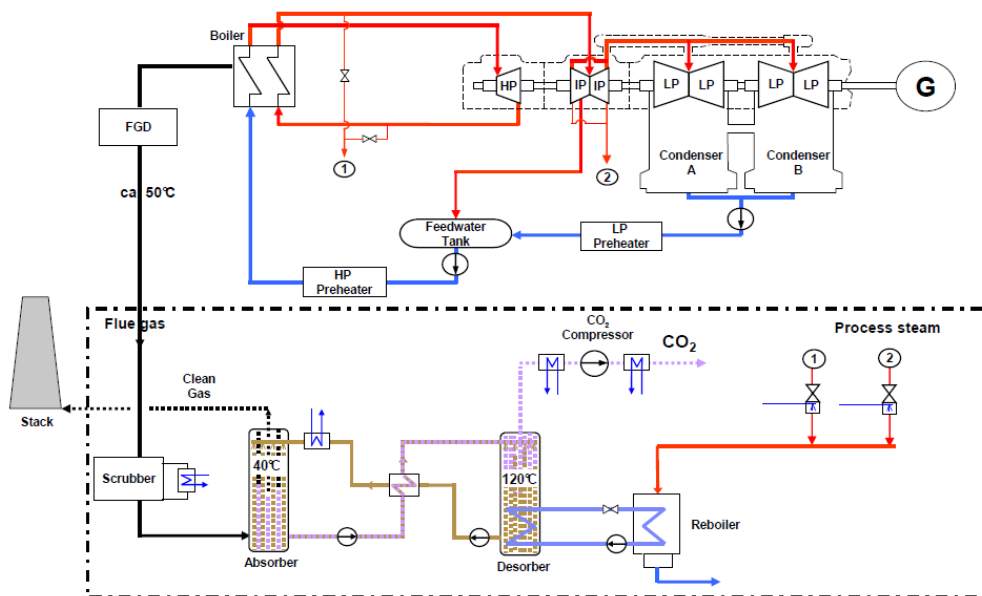 Boiler
HP
IP
IP
LP
LP
LP
LP
G
FGD
1
2
Condenser
A
Condenser
B
ca. 50°C
Feedwater
Tank
LP
Preheater
HP
Preheater
Flue gas
CO2
Compressor
CO2
Process steam
1
2
Clean
Gas
Stack
40°C
120°C
Scrubber
Reboiler
Absorber
Desorber